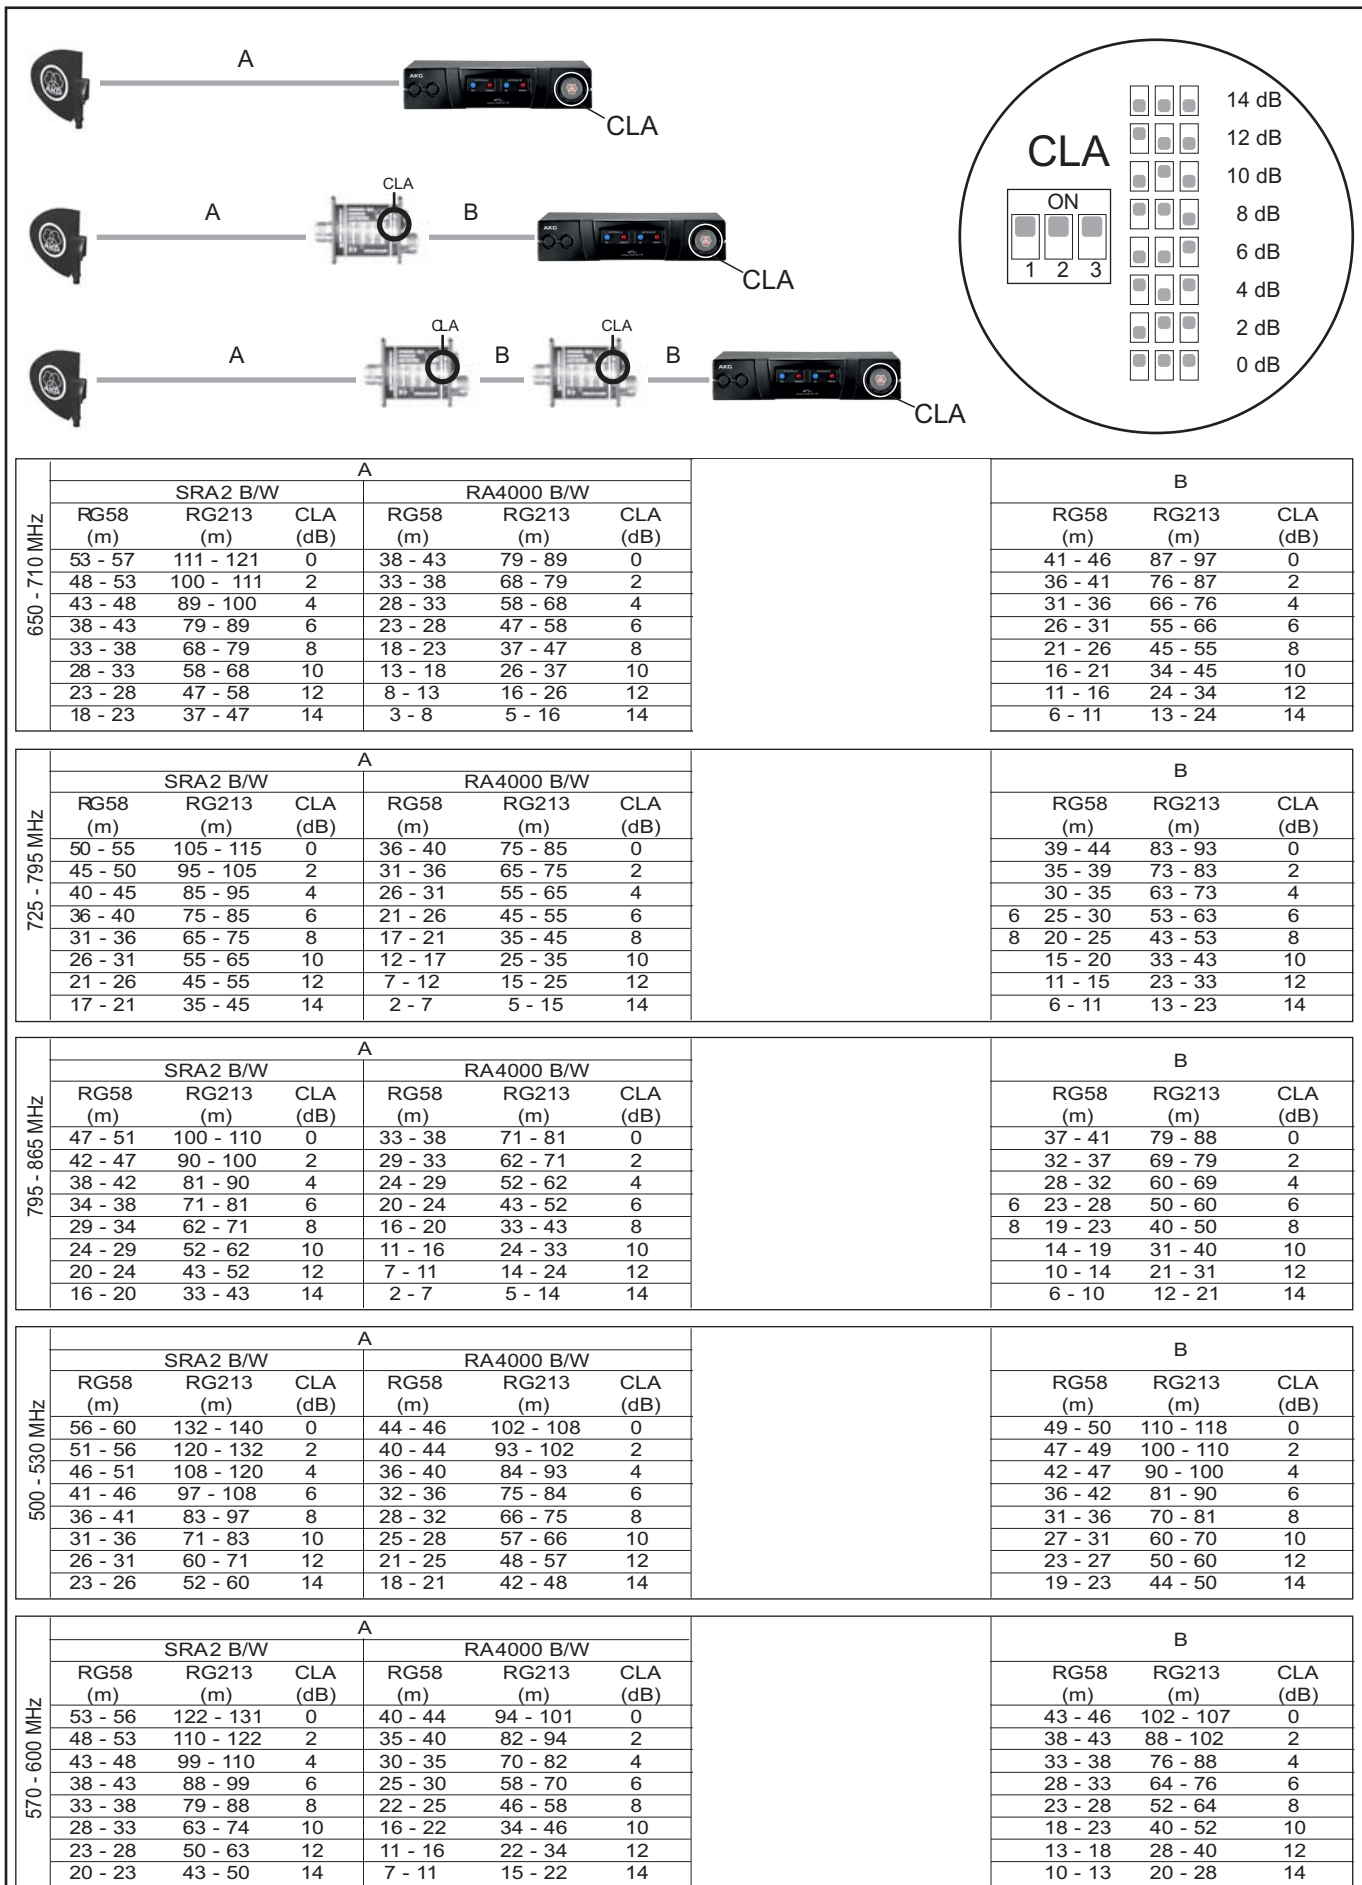 A
CLA
14 dB
12 dB
10 dB
8 dB
6 dB
4 dB
2 dB
0 dB
CLA
ON
1 2 3
CLA
A B
CLA
CLA CLA
A B B
CLA
AKG
AKG
AKG
AKG
AKG
AKG
650 - 710 MHz
A B
SRA2 B/W RA4000 B/W
RG58 RG213 CLA RG58 RG213 CLA RG58 RG213 CLA
(m) (m) (dB) (m) (m) (dB) (m) (m) (dB)
53 - 57 111 - 121 0 38 - 43 79 - 89 0 41 - 46 87 - 97 0
48 - 53 100 - 111 2 33 - 38 68 - 79 2 36 - 41 76 - 87 2
43 - 48 89 - 100 4 28 - 33 58 - 68 4 31 - 36 66 - 76 4
38 - 43 79 - 89 6 23 - 28 47 - 58 6 26 - 31 55 - 66 6
33 - 38 68 - 79 8 18 - 23 37 - 47 8 21 - 26 45 - 55 8
28 - 33 58 - 68 10 13 - 18 26 - 37 10 16 - 21 34 - 45 10
23 - 28 47 - 58 12 8 - 13 16 - 26 12 11 - 16 24 - 34 12
18 - 23 37 - 47 14 3 - 8 5 - 16 14 6 - 11 13 - 24 14
725 - 795 MHz
A B
SRA2 B/W RA4000 B/W
RG58 RG213 CLA RG58 RG213 CLA RG58 RG213 CLA
(m) (m) (dB) (m) (m) (dB) (m) (m) (dB)
50 - 55 105 - 115 0 36 - 40 75 - 85 0 39 - 44 83 - 93 0
45 - 50 95 - 105 2 31 - 36 65 - 75 2 35 - 39 73 - 83 2
40 - 45 85 - 95 4 26 - 31 55 - 65 4 30 - 35 63 - 73 4
36 - 40 75 - 85 6 21 - 26 45 - 55 6 6 25 - 30 53 - 63 6
31 - 36 65 - 75 8 17 - 21 35 - 45 8 8 20 - 25 43 - 53 8
26 - 31 55 - 65 10 12 - 17 25 - 35 10 15 - 20 33 - 43 10
21 - 26 45 - 55 12 7 - 12 15 - 25 12 11 - 15 23 - 33 12
17 - 21 35 - 45 14 2 - 7 5 - 15 14 6 - 11 13 - 23 14
795 - 865 MHz
A B
SRA2 B/W RA4000 B/W
RG58 RG213 CLA RG58 RG213 CLA RG58 RG213 CLA
(m) (m) (dB) (m) (m) (dB) (m) (m) (dB)
47 - 51 100 - 110 0 33 - 38 71 - 81 0 37 - 41 79 - 88 0
42 - 47 90 - 100 2 29 - 33 62 - 71 2 32 - 37 69 - 79 2
38 - 42 81 - 90 4 24 - 29 52 - 62 4 28 - 32 60 - 69 4
34 - 38 71 - 81 6 20 - 24 43 - 52 6 6 23 - 28 50 - 60 6
29 - 34 62 - 71 8 16 - 20 33 - 43 8 8 19 - 23 40 - 50 8
24 - 29 52 - 62 10 11 - 16 24 - 33 10 14 - 19 31 - 40 10
20 - 24 43 - 52 12 7 - 11 14 - 24 12 10 - 14 21 - 31 12
16 - 20 33 - 43 14 2 - 7 5 - 14 14 6 - 10 12 - 21 14
500 - 530 MHz
A B
SRA2 B/W RA4000 B/W
RG58 RG213 CLA RG58 RG213 CLA RG58 RG213 CLA
(m) (m) (dB) (m) (m) (dB) (m) (m) (dB)
56 - 60 132 - 140 0 44 - 46 102 - 108 0 49 - 50 110 - 118 0
51 - 56 120 - 132 2 40 - 44 93 - 102 2 47 - 49 100 - 110 2
46 - 51 108 - 120 4 36 - 40 84 - 93 4 42 - 47 90 - 100 4
41 - 46 97 - 108 6 32 - 36 75 - 84 6 36 - 42 81 - 90 6
36 - 41 83 - 97 8 28 - 32 66 - 75 8 31 - 36 70 - 81 8
31 - 36 71 - 83 10 25 - 28 57 - 66 10 27 - 31 60 - 70 10
26 - 31 60 - 71 12 21 - 25 48 - 57 12 23 - 27 50 - 60 12
23 - 26 52 - 60 14 18 - 21 42 - 48 14 19 - 23 44 - 50 14
570 - 600 MHz
A B
SRA2 B/W RA4000 B/W
RG58 RG213 CLA RG58 RG213 CLA RG58 RG213 CLA
(m) (m) (dB) (m) (m) (dB) (m) (m) (dB)
53 - 56 122 - 131 0 40 - 44 94 - 101 0 43 - 46 102 - 107 0
48 - 53 110 - 122 2 35 - 40 82 - 94 2 38 - 43 88 - 102 2
43 - 48 99 - 110 4 30 - 35 70 - 82 4 33 - 38 76 - 88 4
38 - 43 88 - 99 6 25 - 30 58 - 70 6 28 - 33 64 - 76 6
33 - 38 79 - 88 8 22 - 25 46 - 58 8 23 - 28 52 - 64 8
28 - 33 63 - 74 10 16 - 22 34 - 46 10 18 - 23 40 - 52 10
23 - 28 50 - 63 12 11 - 16 22 - 34 12 13 - 18 28 - 40 12
20 - 23 43 - 50 14 7 - 11 15 - 22 14 10 - 13 20 - 28 14